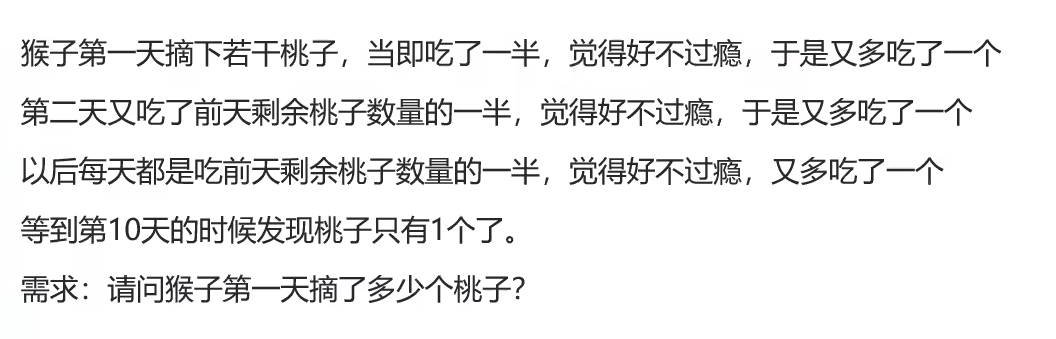 猴子第一天摘下若干桃子，当即吃了一半，觉得好不过瘾，于是又多吃了一个
第二天又吃了前天剩余桃子数量的一半，觉得好不过瘾，于是又多吃了一个
以后每天都是吃前天剩余桃子数量的一半，觉得好不过瘾，又多吃了一个
等到第10天的时候发现桃子只有1个了。
需求：请问猴子第一天摘了多少个桃子？